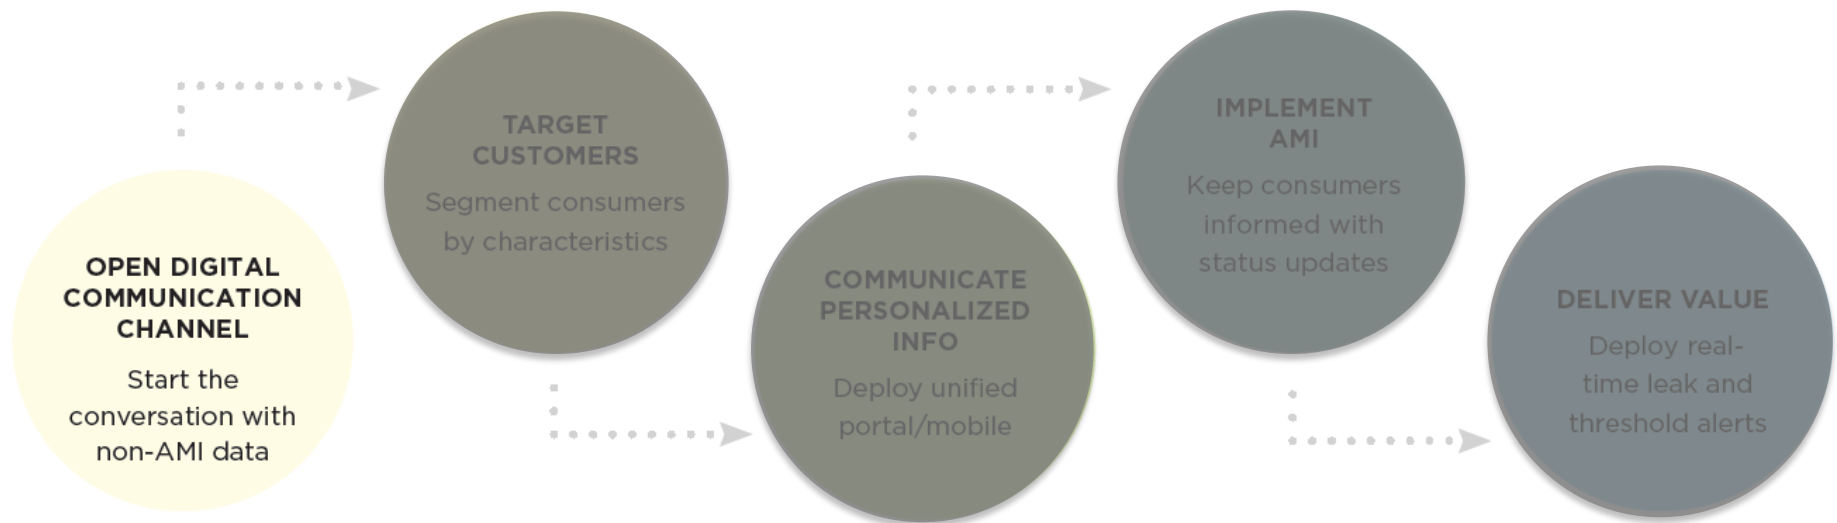 OPEN DIGITAL
COMMUNICATION
CHANNEL
Start the
conversation with
non-AMI data
TARGET
CUSTOMERS
Segment consumers
by characteristics
COMMUNICATE
PERSONALIZED
INFO
Deploy unified
portal/mobile
IMPLEMENT
AMI
Keep consumers
informed with
status updates
DELIVER VALUE
Deploy real-
time leak and
threshold alerts